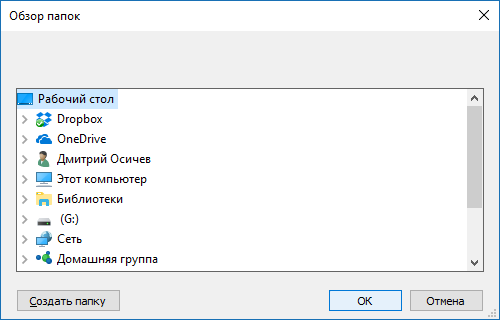 Обзор папок
Рабочий стол
Dropbox
OneDrive
Дмитрий Осичев
Этот компьютер
Библиотеки
(G:)
Сеть
Домашняя группа
Создать папку
OK
Отмена